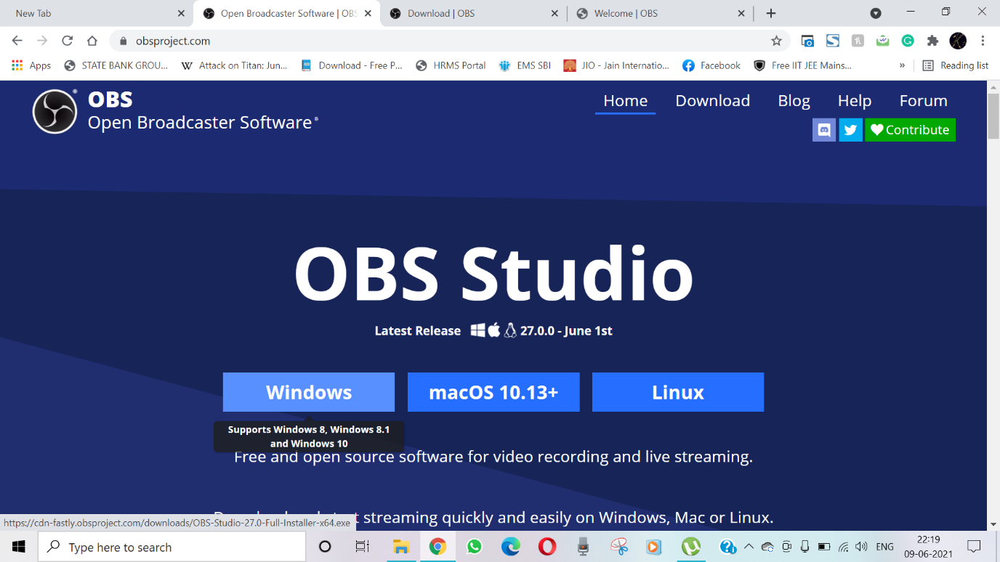 New Tab
Open Broadcaster Software | OBS
Download | OBS
Welcome | OBS
obsproject.com
Apps
STATE BANK GROU...
Attack on Titan: Jun...
Download - Free P...
HRMS Portal
EMS SBI
JIO - Jain Internatio...
Facebook
Free IIT JEE Mains...
»
Reading list
OBS
Open Broadcaster Software®
Home
Download
Blog
Help
Forum
Contribute
OBS Studio
Latest Release 27.0.0 - June 1st
Windows
macOS 10.13+
Linux
Supports Windows 8, Windows 8.1
and Windows 10
Free and open source software for video recording and live streaming.
streaming quickly and easily on Windows, Mac or Linux.
https://cdn-fastly.obsproject.com/downloads/OBS-Studio-27.0-Full-Installer-x64.exe
Type here to search
ENG
22:19
09-06-2021